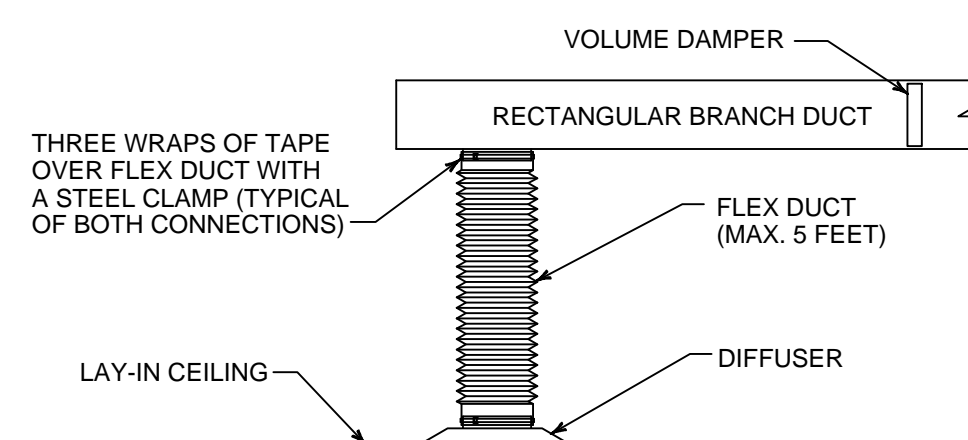 VOLUME DAMPER
RECTANGULAR BRANCH DUCT
THREE WRAPS OF TAPE
OVER FLEX DUCT WITH
A STEEL CLAMP (TYPICAL
OF BOTH CONNECTIONS)
FLEX DUCT
(MAX. 5 FEET)
LAY-IN CEILING
DIFFUSER